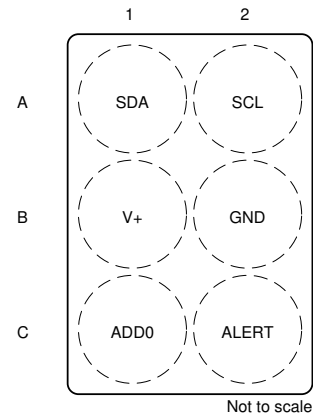 1 2
A SDA SCL
B V+ GND
C ADD0 ALERT
Not to scale